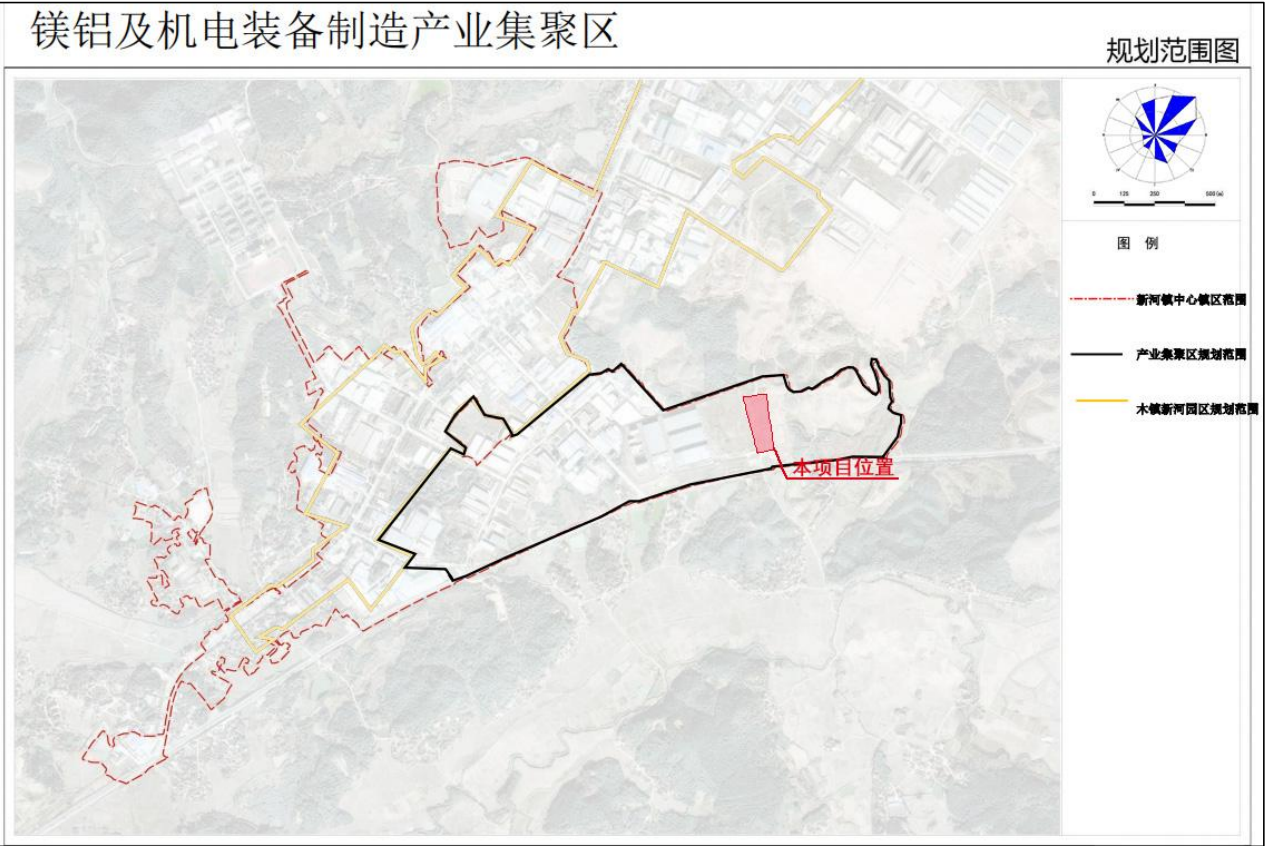 镁铝及机电装备制造产业集聚区
规划范围图
0 125 250 500(m)
图 例
新河镇中心镇区范围
产业集聚区规划范围
木镇新河园区规划范围
本项目位置